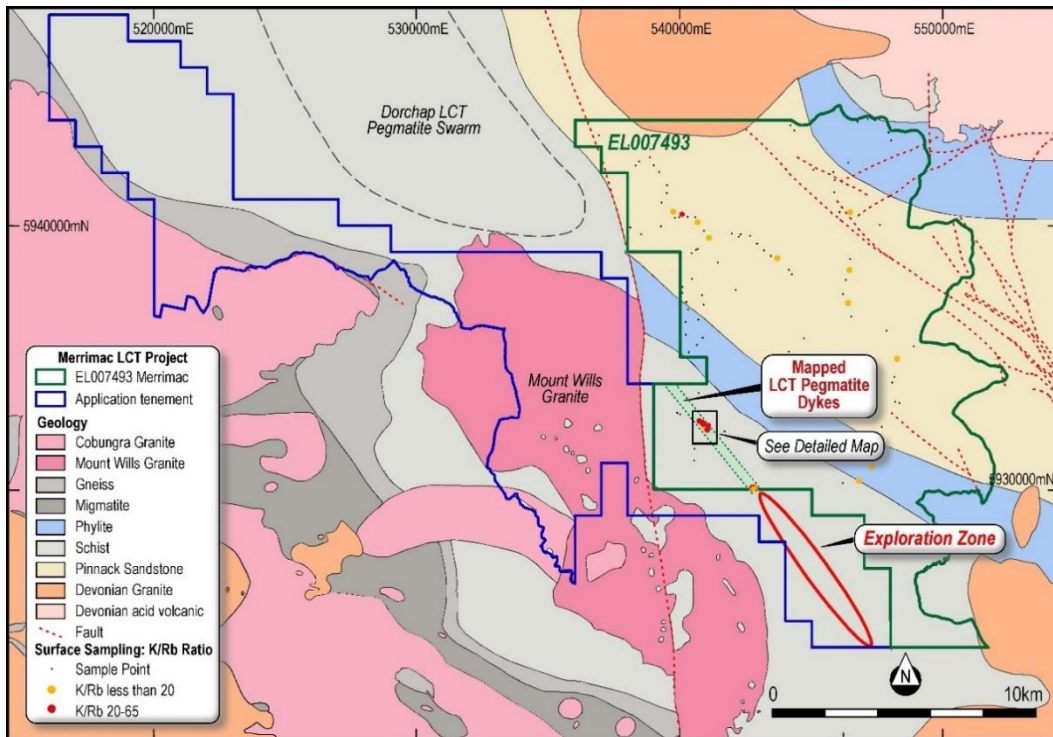 520000mE
530000mE
540000mE
550000mE
Dorchap LCT
Pegmatite Swarm
EL007493
5940000mN
Mount Wills
Granite
Mapped
LCT Pegmatite
Dykes
See Detailed Map
5930000mN
Exploration Zone
Merrimac LCT Project
EL007493 Merrimac
Application tenement
Geology
Cobungra Granite
Mount Wills Granite
Gneiss
Migmatite
Phylite
Schist
Pinnack Sandstone
Devonian Granite
Devonian acid volcanic
Fault
Surface Sampling: K/Rb Ratio
Sample Point
K/Rb less than 20
K/Rb 20-65
N
0
10km